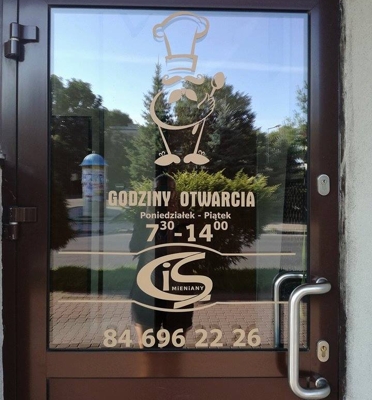 GODZINY OTWARCIA
Poniedziałek - Piątek
7³⁰ - 14⁰⁰
CiS
MiENiANY
84 696 22 26